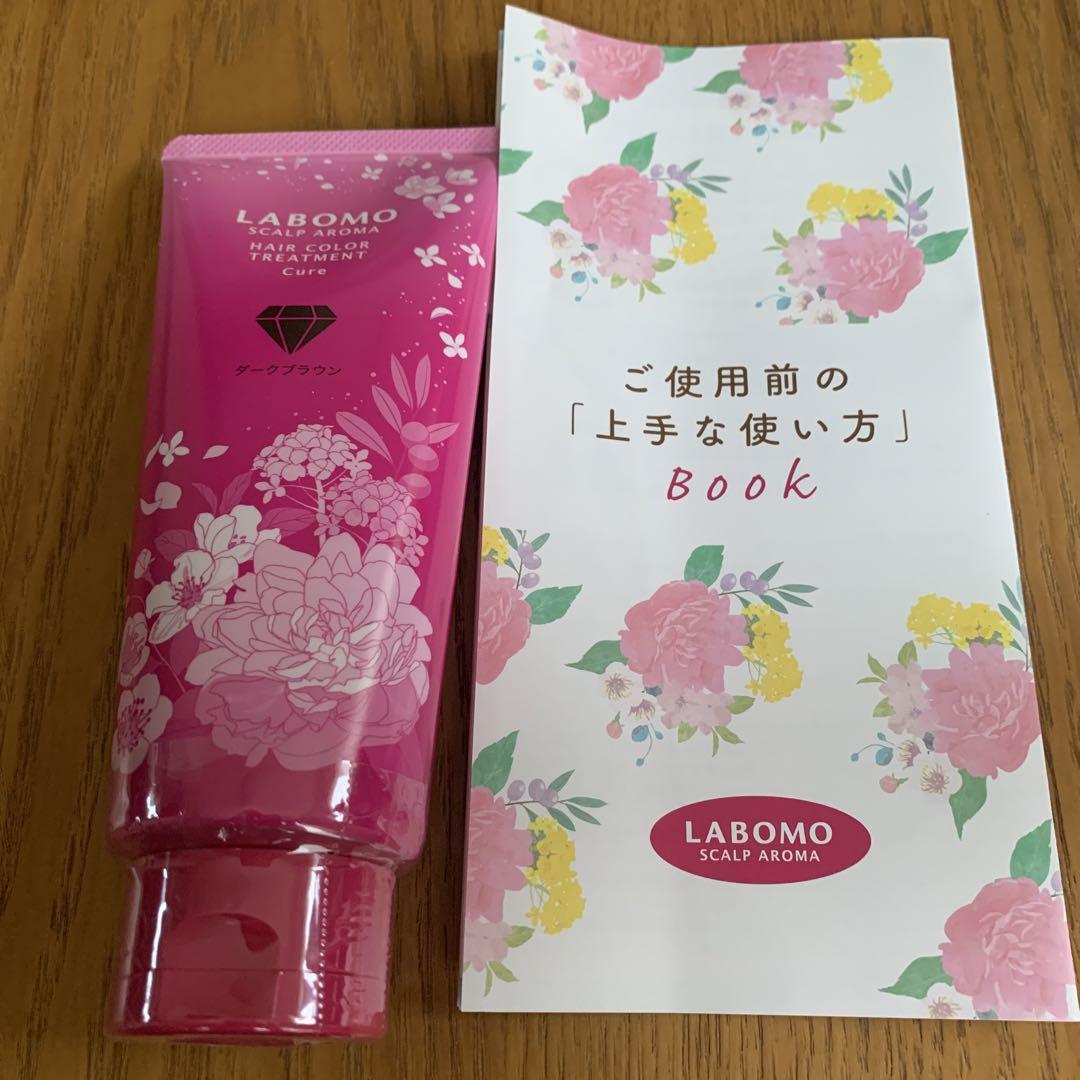 LABOMO
SCALP AROMA
HAIR COLOR
TREATMENT
Cure
ダークブラウン
ご使用前の
「上手な使い方」
Book
LABOMO
SCALP AROMA